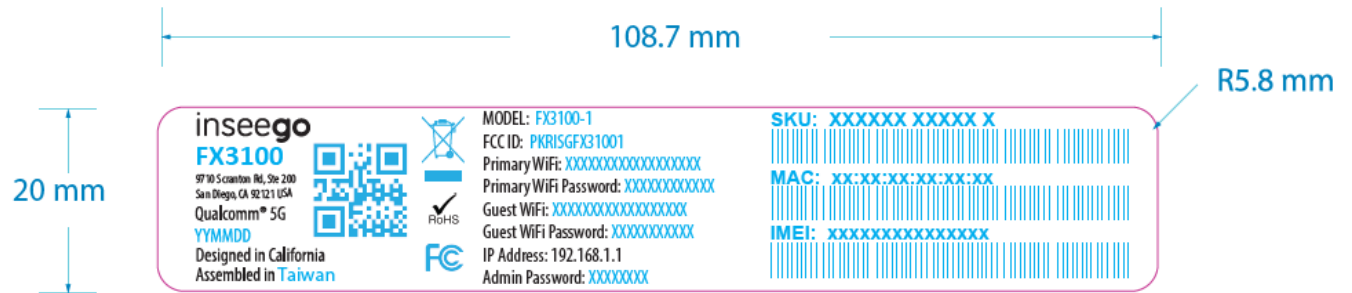 108.7 mm
R5.8 mm
20 mm
inseego
FX3100
9710 Scranton Rd, Ste 200
San Diego, CA 92121 USA
Qualcomm® 5G
YYMMDD
Designed in California
Assembled in Taiwan
RoHS
FC
MODEL: FX3100-1
FCC ID: PKRISGFX31001
Primary WiFi: XXXXXXXXXXXXXXXXXX
Primary WiFi Password: XXXXXXXXXXXX
Guest WiFi: XXXXXXXXXXXXXXXXXX
Guest WiFi Password: XXXXXXXXXXX
IP Address: 192.168.1.1
Admin Password: XXXXXXXX
SKU: XXXXXX XXXXX X
MAC: xx:xx:xx:xx:xx:xx
IMEI: XXXXXXXXXXXXXXX